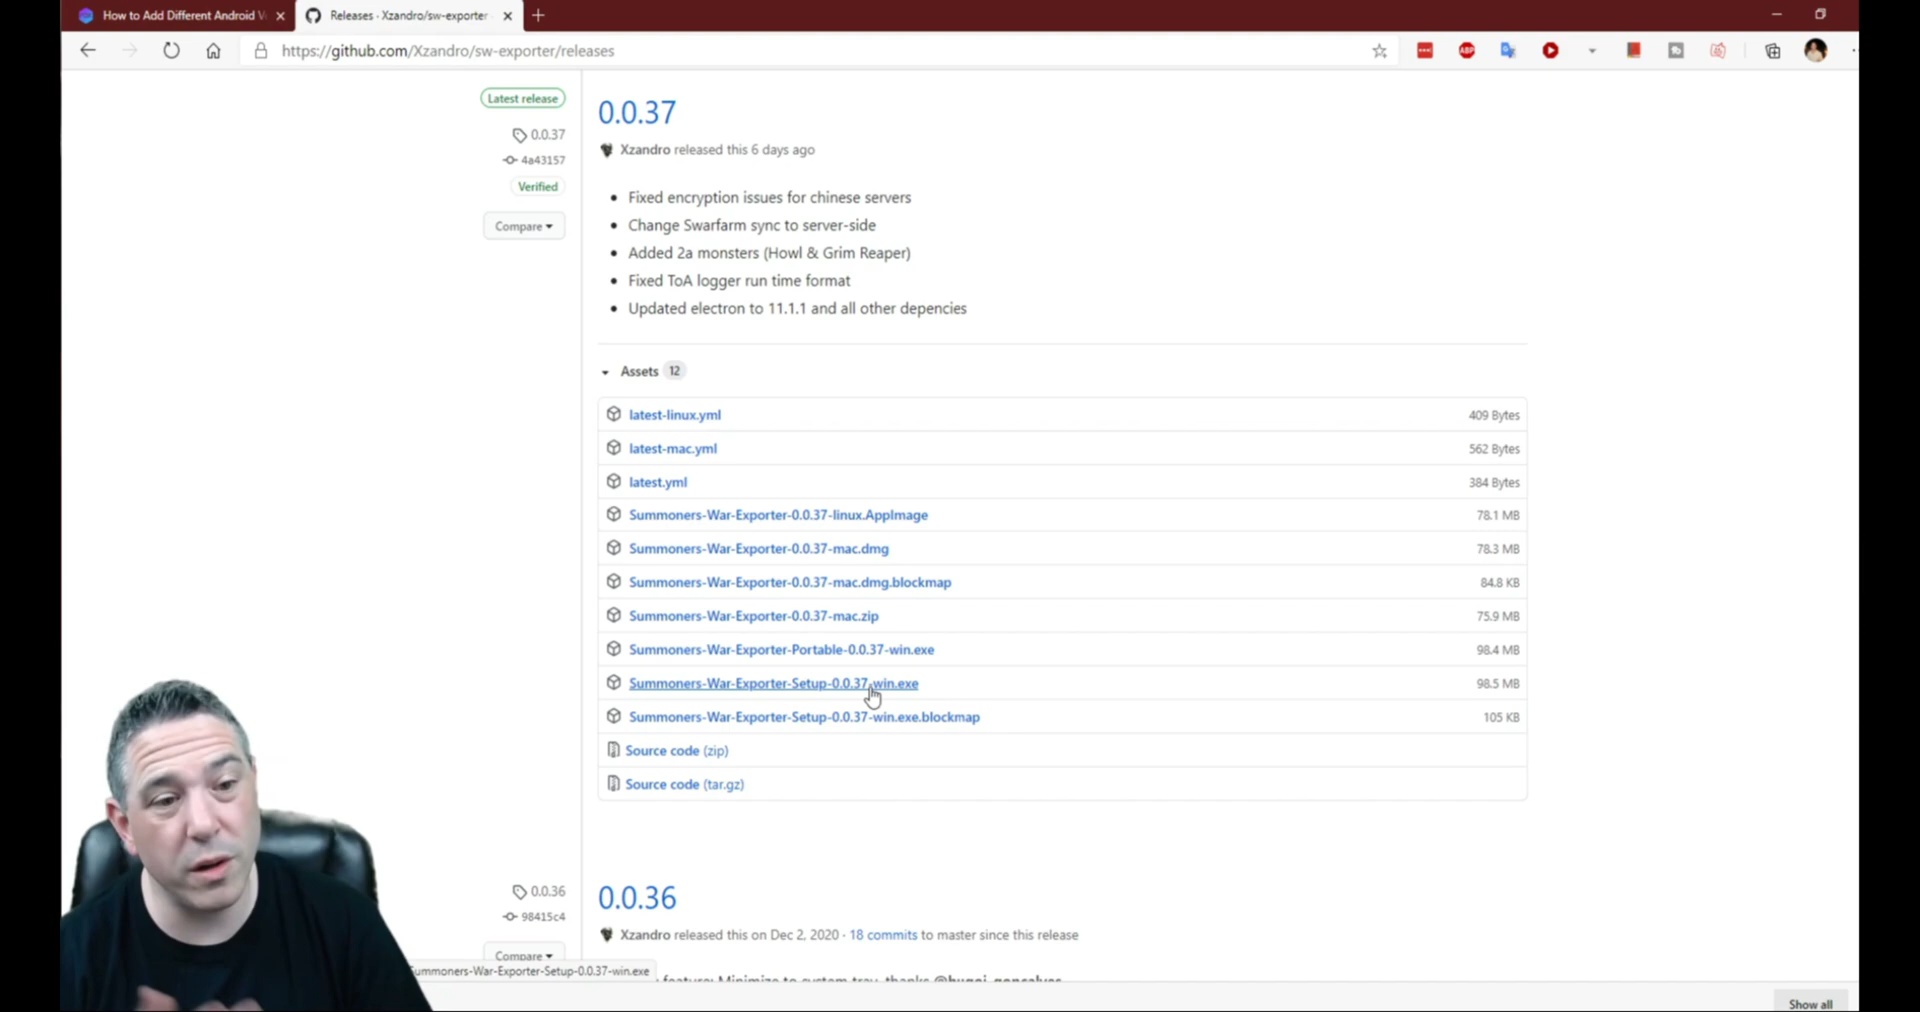 How to Add Different Android V
Releases · Xzandro/sw-exporter
https://github.com/Xzandro/sw-exporter/releases
ABP
Latest release
0.0.37
4a43157
Verified
Compare
0.0.37
Xzandro released this 6 days ago
Fixed encryption issues for chinese servers
Change Swarfarm sync to server-side
Added 2a monsters (Howl & Grim Reaper)
Fixed ToA logger run time format
Updated electron to 11.1.1 and all other depencies
Assets 12
latest-linux.yml 409 Bytes
latest-mac.yml 562 Bytes
latest.yml 384 Bytes
Summoners-War-Exporter-0.0.37-linux.AppImage 78.1 MB
Summoners-War-Exporter-0.0.37-mac.dmg 78.3 MB
Summoners-War-Exporter-0.0.37-mac.dmg.blockmap 84.8 KB
Summoners-War-Exporter-0.0.37-mac.zip 75.9 MB
Summoners-War-Exporter-Portable-0.0.37-win.exe 98.4 MB
Summoners-War-Exporter-Setup-0.0.37-win.exe 98.5 MB
Summoners-War-Exporter-Setup-0.0.37-win.exe.blockmap 105 KB
Source code (zip)
Source code (tar.gz)
0.0.36
98415c4
Compare
0.0.36
Xzandro released this on Dec 2, 2020 · 18 commits to master since this release
Summoners-War-Exporter-Setup-0.0.37-win.exe
feature: Minimize to system tray, thanks
Show all